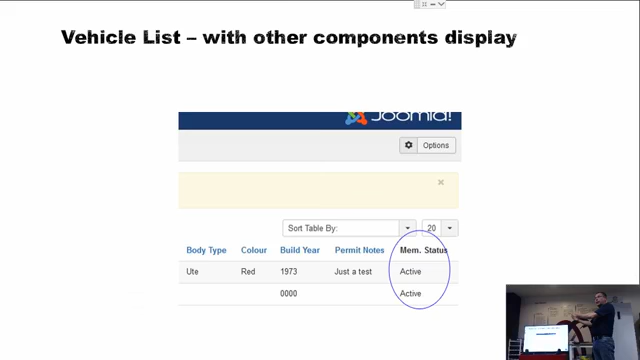 Vehicle List – with other components display
Joomla!
Options
×
Sort Table By:
20
Body Type Colour Build Year Permit Notes Mem. Status
Ute Red 1973 Just a test Active
0000 Active